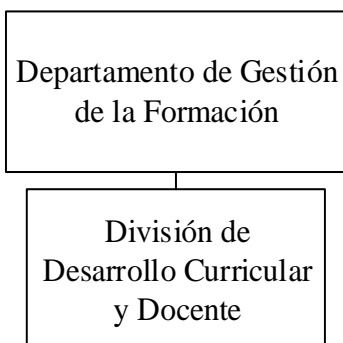 Departamento de Gestión
de la Formación
División de
Desarrollo Curricular
y Docente